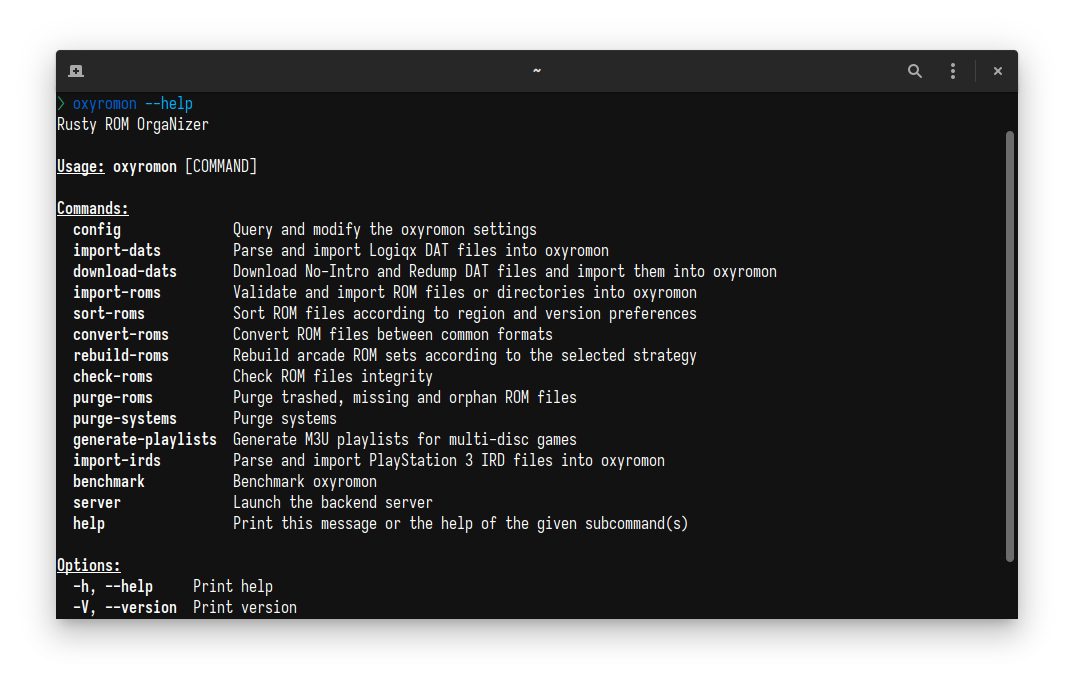 ~
❯ oxyromon --help
Rusty ROM OrgaNizer

Usage: oxyromon [COMMAND]

Commands:
  config              Query and modify the oxyromon settings
  import-dats         Parse and import Logiqx DAT files into oxyromon
  download-dats       Download No-Intro and Redump DAT files and import them into oxyromon
  import-roms         Validate and import ROM files or directories into oxyromon
  sort-roms           Sort ROM files according to region and version preferences
  convert-roms        Convert ROM files between common formats
  rebuild-roms        Rebuild arcade ROM sets according to the selected strategy
  check-roms          Check ROM files integrity
  purge-roms          Purge trashed, missing and orphan ROM files
  purge-systems       Purge systems
  generate-playlists  Generate M3U playlists for multi-disc games
  import-irds         Parse and import PlayStation 3 IRD files into oxyromon
  benchmark           Benchmark oxyromon
  server              Launch the backend server
  help                Print this message or the help of the given subcommand(s)

Options:
  -h, --help     Print help
  -V, --version  Print version